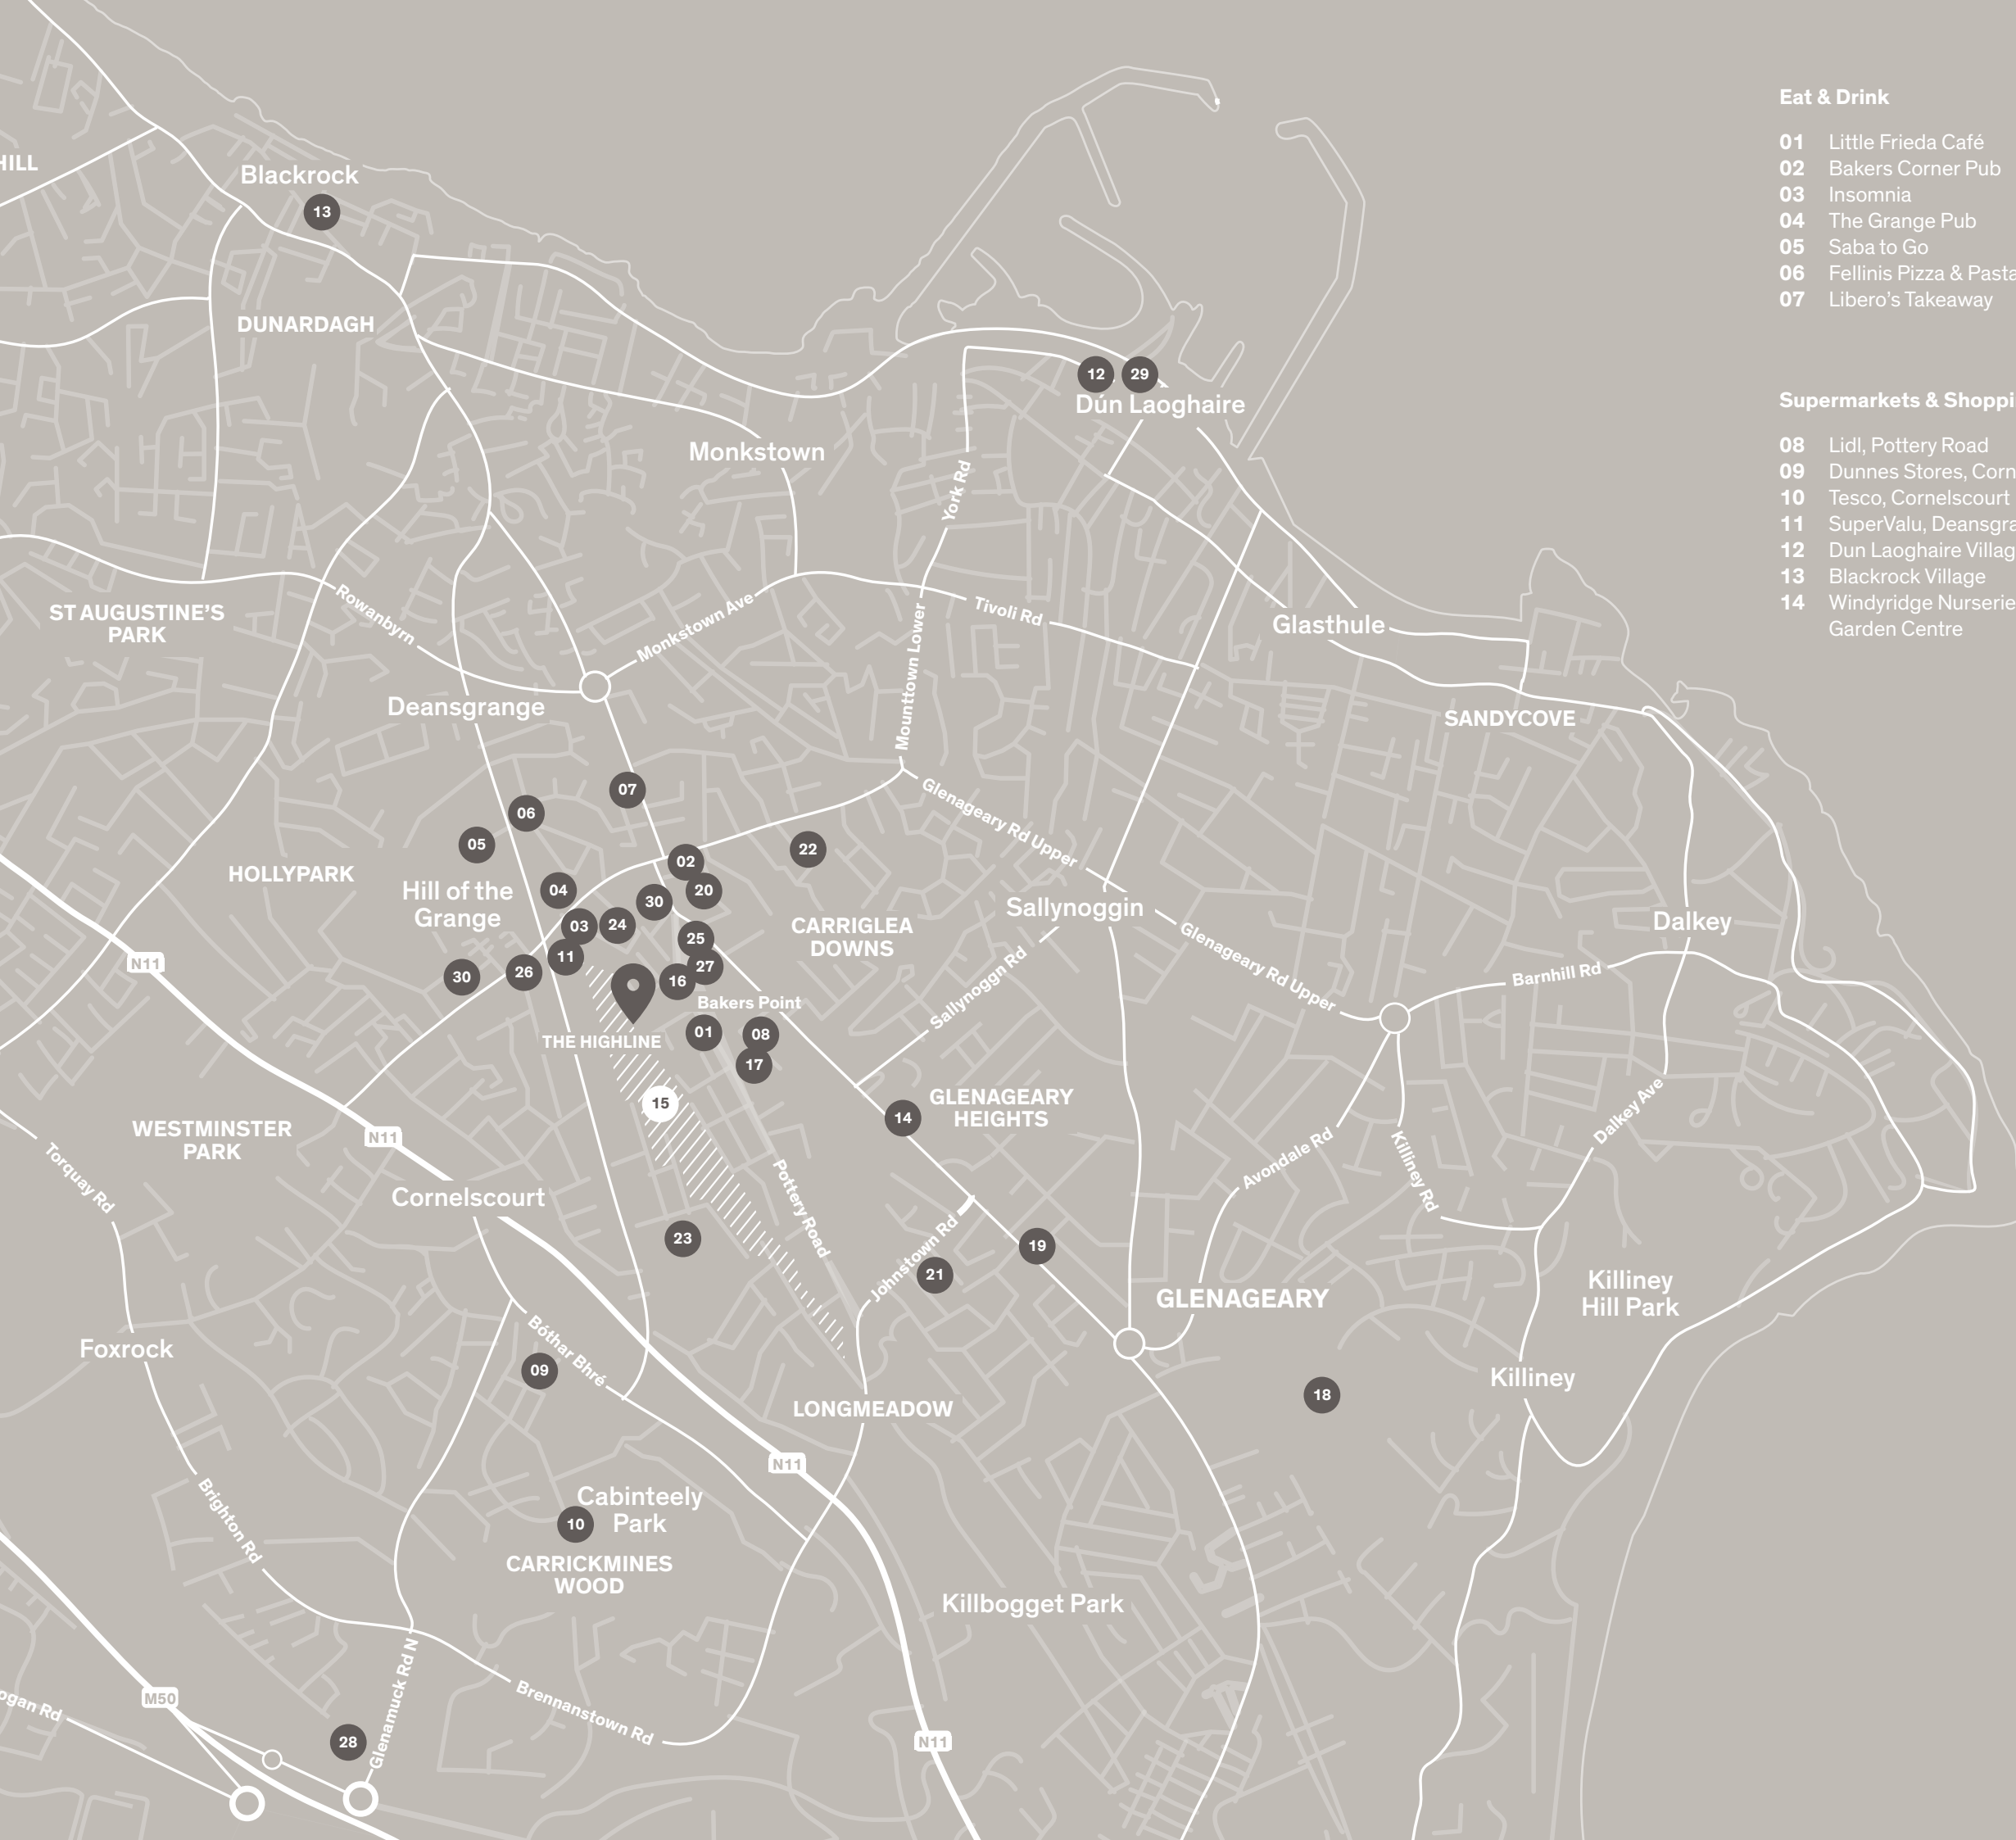 Eat & Drink
01 Little Frieda Café
02 Bakers Corner Pub
03 Insomnia
04 The Grange Pub
05 Saba to Go
06 Fellinis Pizza & Pasta
07 Libero's Takeaway
Supermarkets & Shoppi
08 Lidl, Pottery Road
09 Dunnes Stores, Corn
10 Tesco, Cornelscourt
11 SuperValu, Deansgra
12 Dun Laoghaire Villag
13 Blackrock Village
14 Windyridge Nurserie
Garden Centre
HILL
Blackrock
13
DUNARDAGH
12
29
Dún Laoghaire
Monkstown
York Rd
ST AUGUSTINE'S
PARK
Rowanbyrn
Monkstown Ave
Tivoli Rd
Mounttown Lower
Glasthule
Deansgrange
SANDYCOVE
07
06
05
Glenageary Rd Upper
22
02
HOLLYPARK
Hill of the
Grange
04
20
30
03
24
25
CARRIGLEA
DOWNS
Sallynoggin
Dalkey
11
27
26
30
16
N11
Bakers Point
Sallynoggn Rd
Glenageary Rd Upper
Barnhill Rd
THE HIGHLINE
01
08
17
15
14
GLENAGEARY
HEIGHTS
Dalkey Ave
WESTMINSTER
PARK
N11
Torquay Rd
Cornelscourt
Pottery Road
Avondale Rd
Killiney Rd
23
Johnstown Rd
21
19
GLENAGEARY
Killiney
Hill Park
Foxrock
Bóthar Bhré
09
Killiney
18
LONGMEADOW
N11
Cabinteely
Park
10
Brighton Rd
CARRICKMINES
WOOD
Killbogget Park
M50
ogan Rd
Glenamuck Rd N
Brennanstown Rd
28
N11